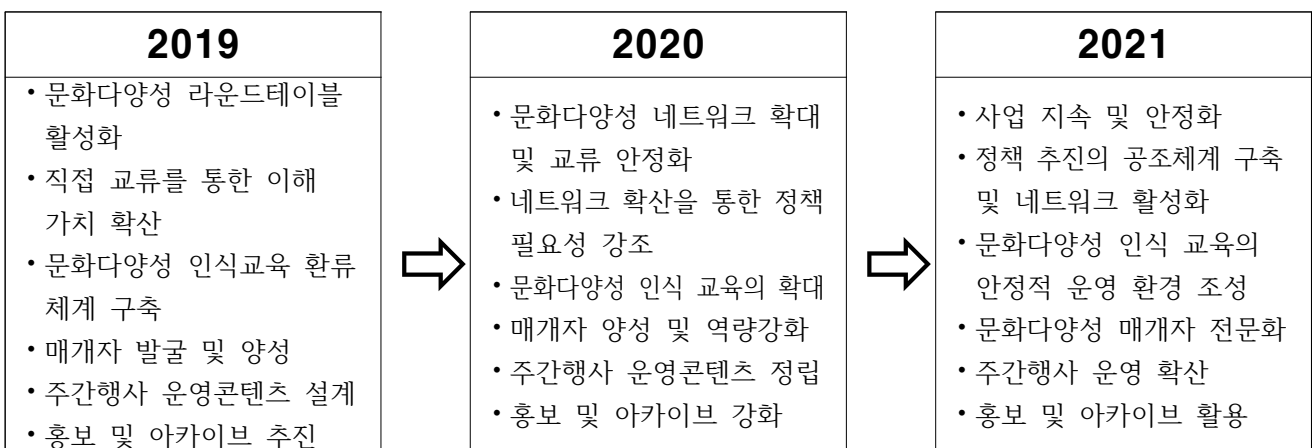 2019
• 문화다양성 라운드테이블
활성화
• 직접 교류를 통한 이해
가치 확산
• 문화다양성 인식교육 환류
체계 구축
• 매개자 발굴 및 양성
• 주간행사 운영콘텐츠 설계
• 홍보 및 아카이브 추진
2020
• 문화다양성 네트워크 확대
및 교류 안정화
• 네트워크 확산을 통한 정책
필요성 강조
• 문화다양성 인식 교육의 확대
• 매개자 양성 및 역량강화
• 주간행사 운영콘텐츠 정립
• 홍보 및 아카이브 강화
2021
• 사업 지속 및 안정화
• 정책 추진의 공조체계 구축
및 네트워크 활성화
• 문화다양성 인식 교육의
안정적 운영 환경 조성
• 문화다양성 매개자 전문화
• 주간행사 운영 확산
• 홍보 및 아카이브 활용